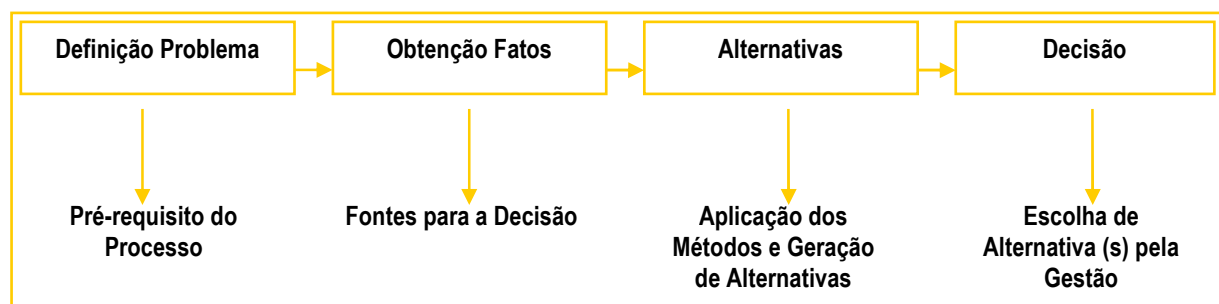 Definição Problema
Obtenção Fatos
Alternativas
Decisão
Pré-requisito do
Processo
Fontes para a Decisão
Aplicação dos
Métodos e Geração
de Alternativas
Escolha de
Alternativa (s) pela
Gestão